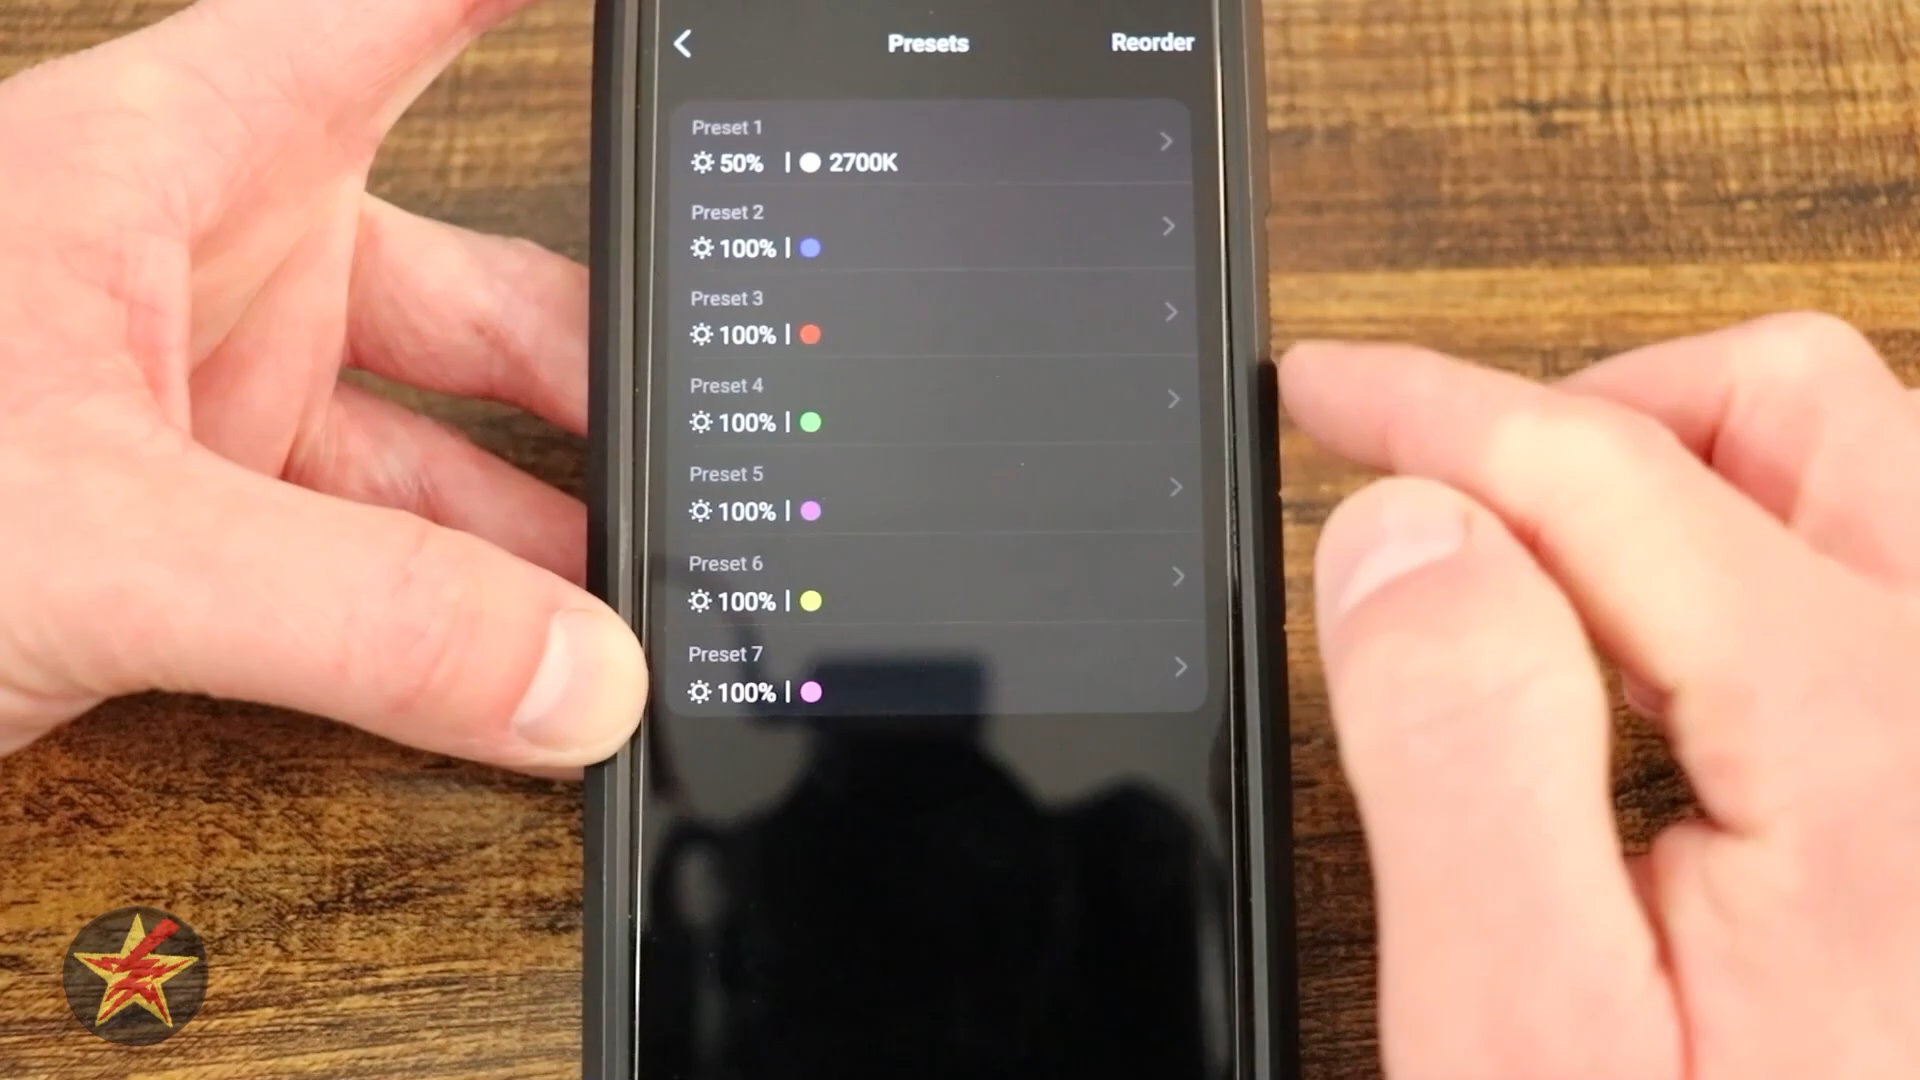 Presets
Reorder
Preset 1
50% | 2700K
Preset 2
100% |
Preset 3
100% |
Preset 4
100% |
Preset 5
100% |
Preset 6
100% |
Preset 7
100% |